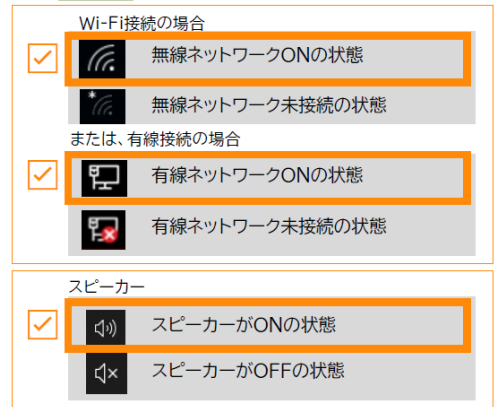 Wi-Fi接続の場合
無線ネットワークONの状態
無線ネットワーク未接続の状態
または、有線接続の場合
有線ネットワークONの状態
有線ネットワーク未接続の状態
スピーカー
スピーカーがONの状態
スピーカーがOFFの状態